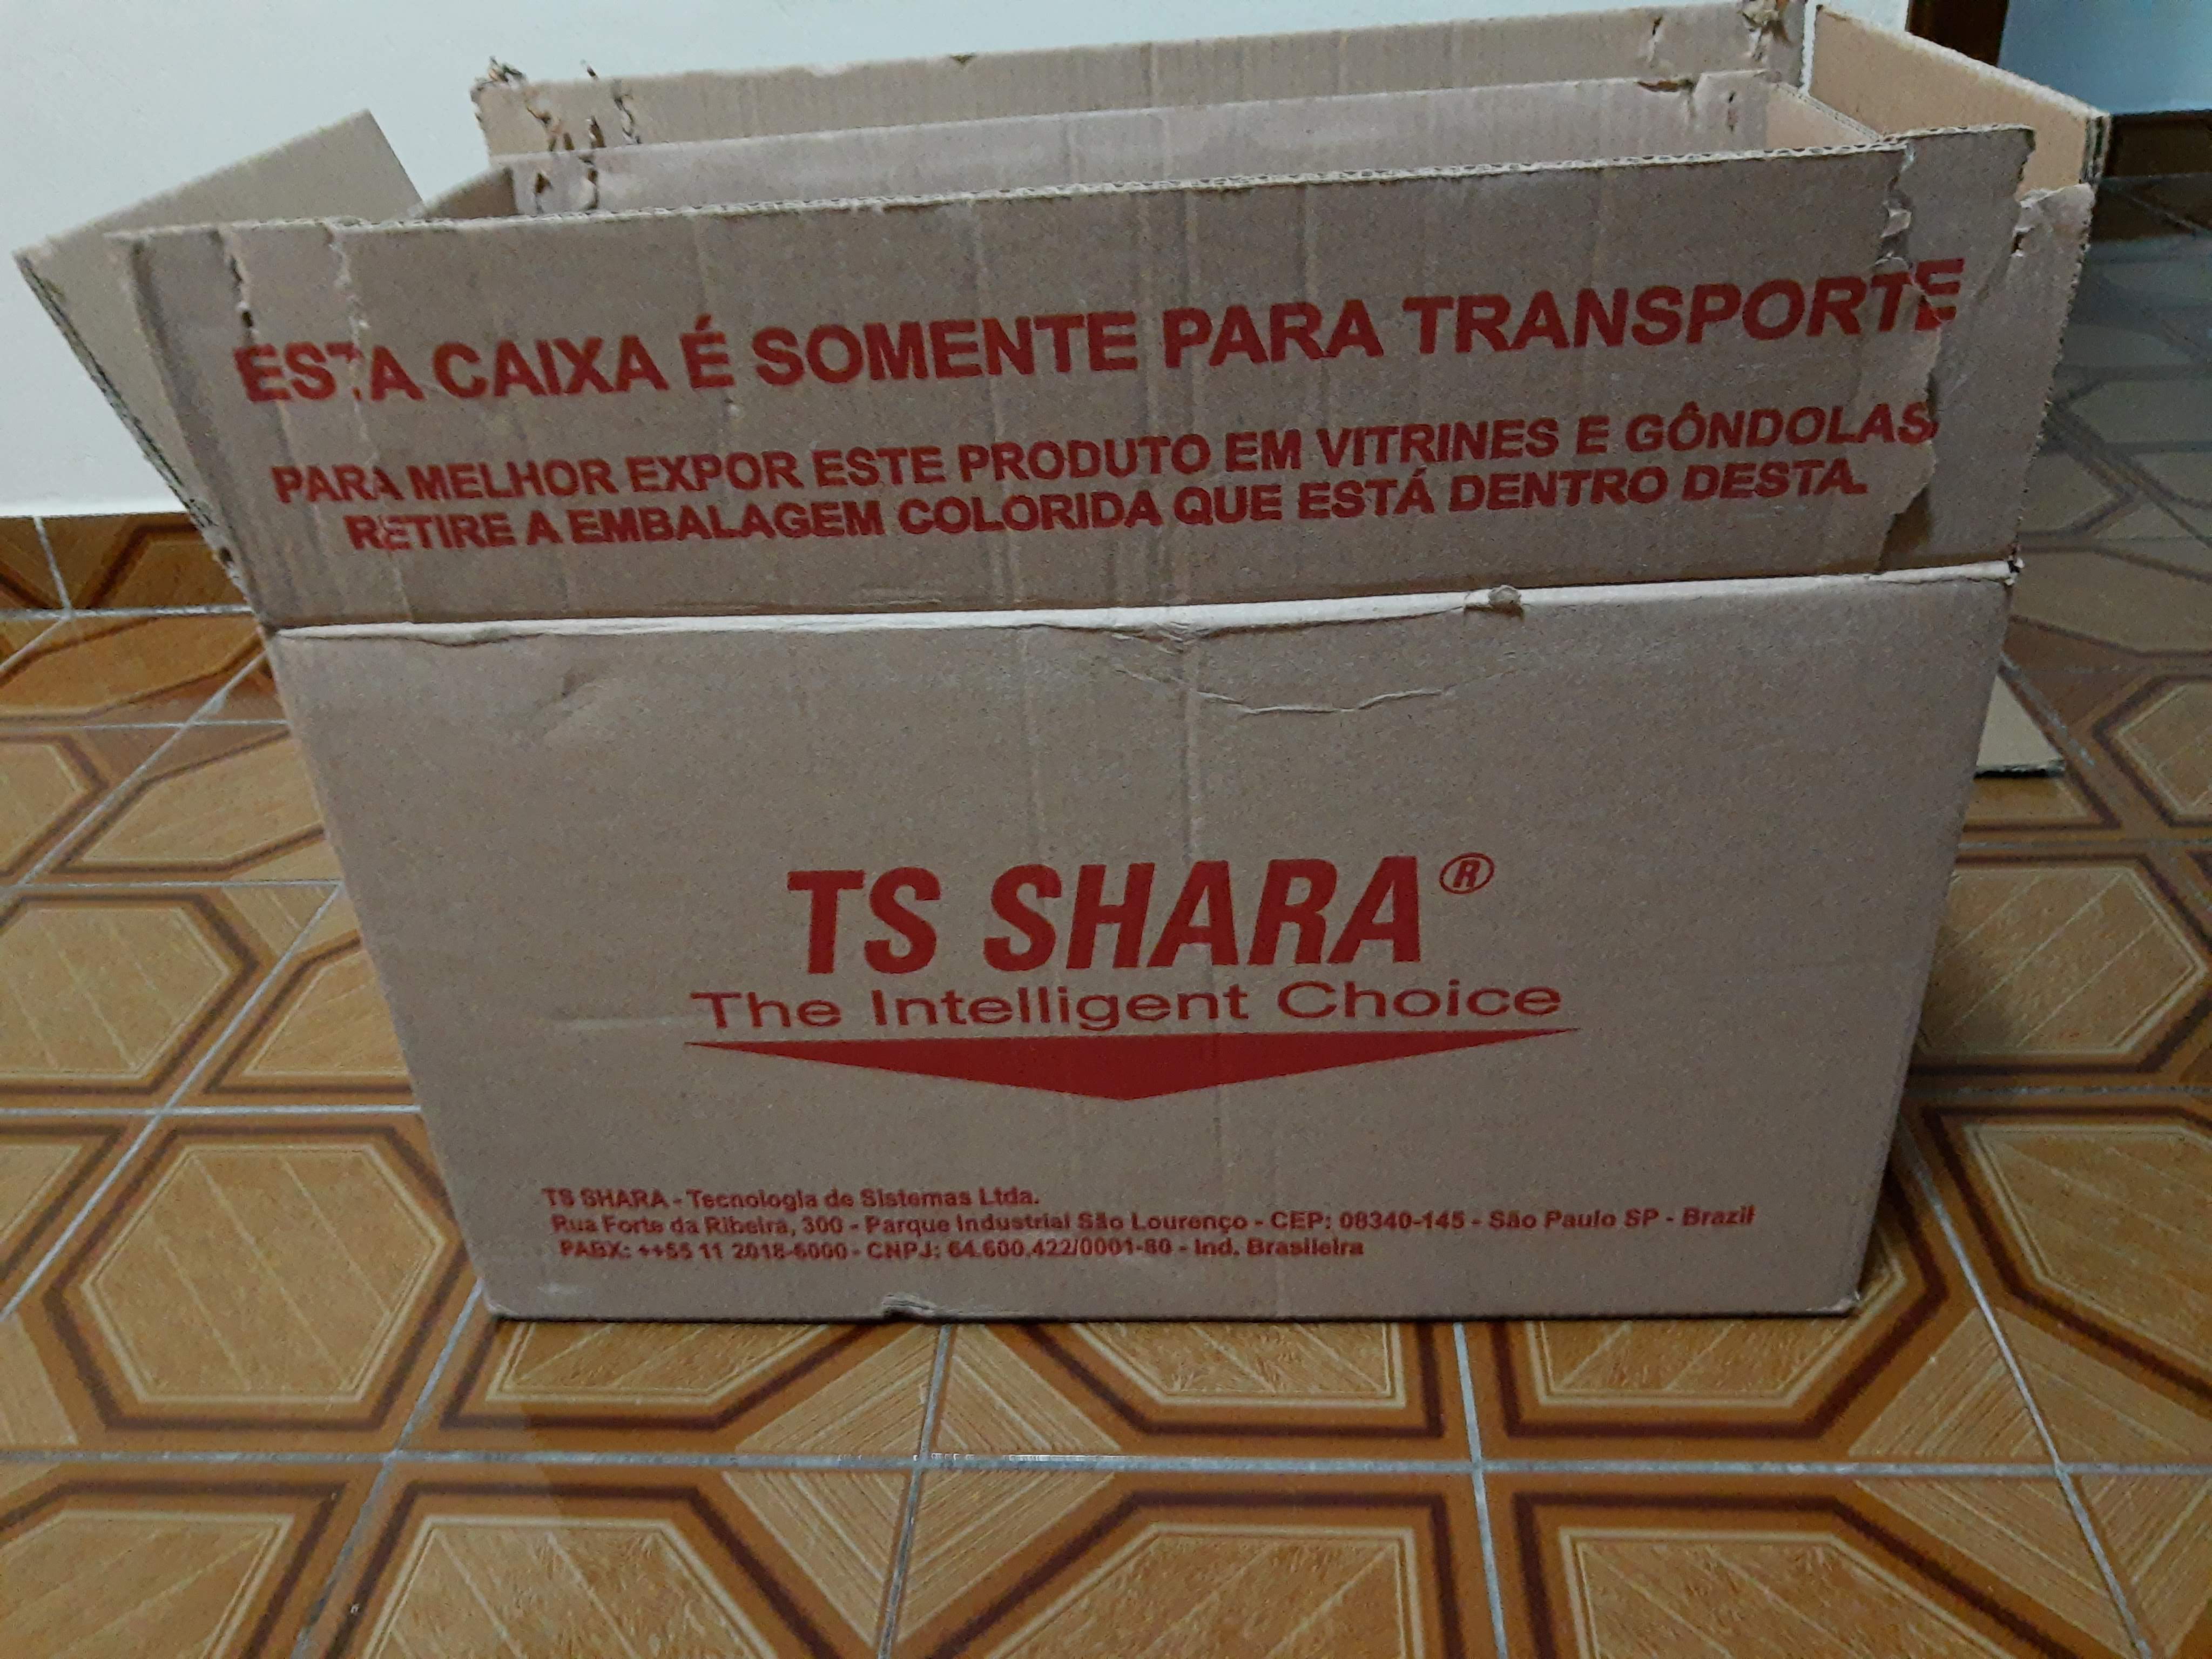 ESTA CAIXA É SOMENTE PARA TRANSPORTE
PARA MELHOR EXPOR ESTE PRODUTO EM VITRINES E GÔNDOLAS,
RETIRE A EMBALAGEM COLORIDA QUE ESTÁ DENTRO DESTA.
TS SHARA®
The Intelligent Choice
TS SHARA - Tecnologia de Sistemas Ltda.
Rua Forte da Ribeira, 300 - Parque Industrial São Lourenço - CEP: 08340-145 - São Paulo SP - Brazil
PABX: ++55 11 2018-6000 - CNPJ: 64.600.422/0001-80 - Ind. Brasileira